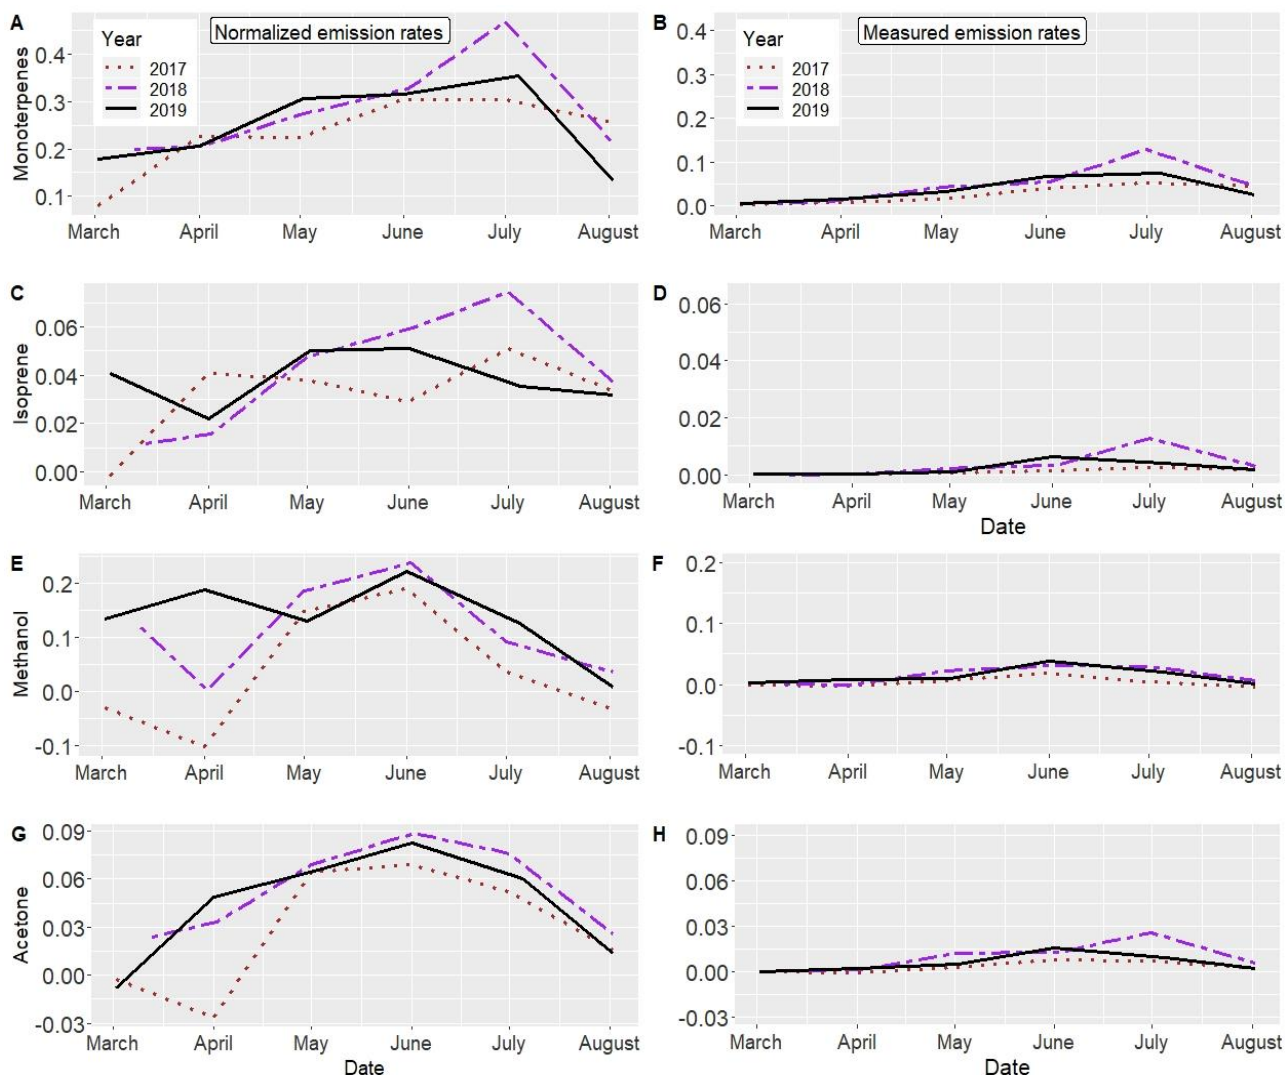 A
Normalized emission rates
Year
2017
2018
2019
Monoterpenes
0.4
0.3
0.2
0.1
March April May June July August
B
Measured emission rates
Year
2017
2018
2019
0.4
0.3
0.2
0.1
0.0
March April May June July August
C
Isoprene
0.06
0.04
0.02
0.00
March April May June July August
D
0.06
0.04
0.02
0.00
March April May June July August
Date
E
Methanol
0.2
0.1
0.0
-0.1
March April May June July August
F
0.2
0.1
0.0
-0.1
March April May June July August
G
Acetone
0.09
0.06
0.03
0.00
-0.03
March April May June July August
Date
H
0.09
0.06
0.03
0.00
-0.03
March April May June July August
Date